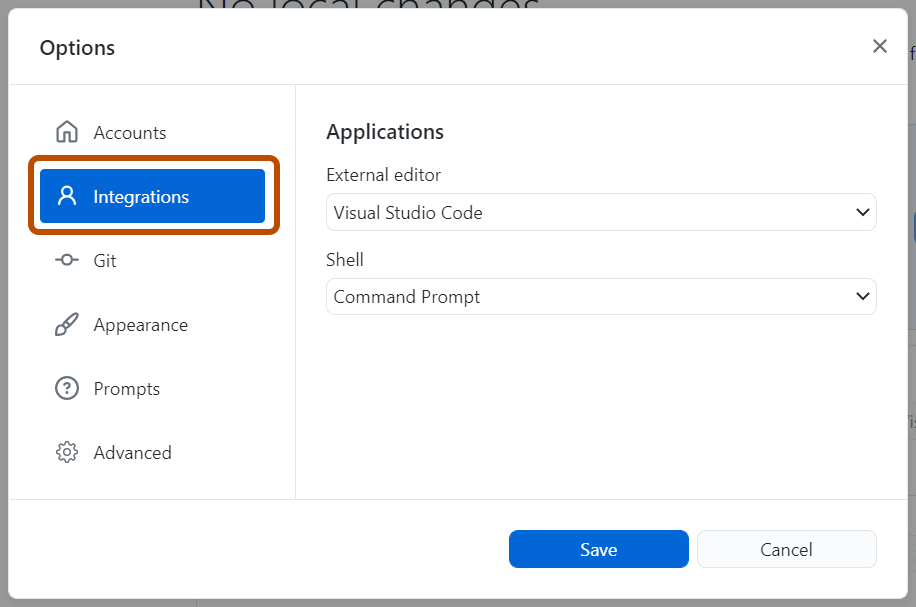 No local changes
Options
Accounts
Integrations
Git
Appearance
Prompts
Advanced
Applications
External editor
Visual Studio Code
Shell
Command Prompt
Save
Cancel